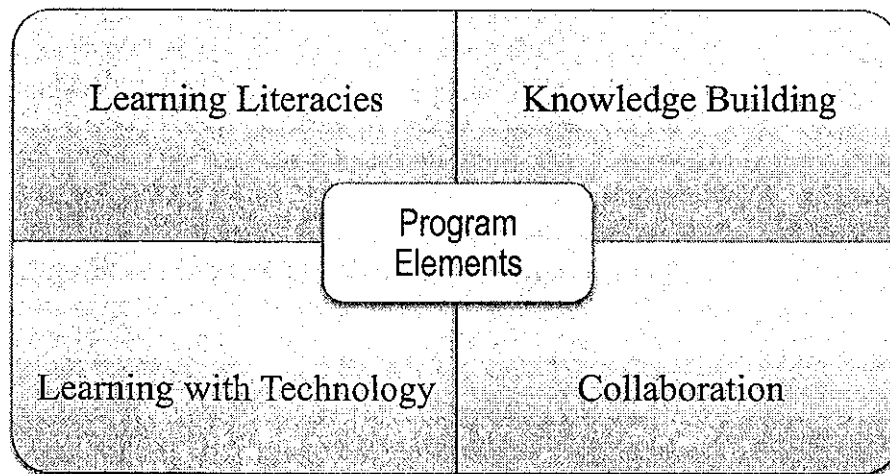 Learning Literacies
Knowledge Building
Program
Elements
Learning with Technology
Collaboration